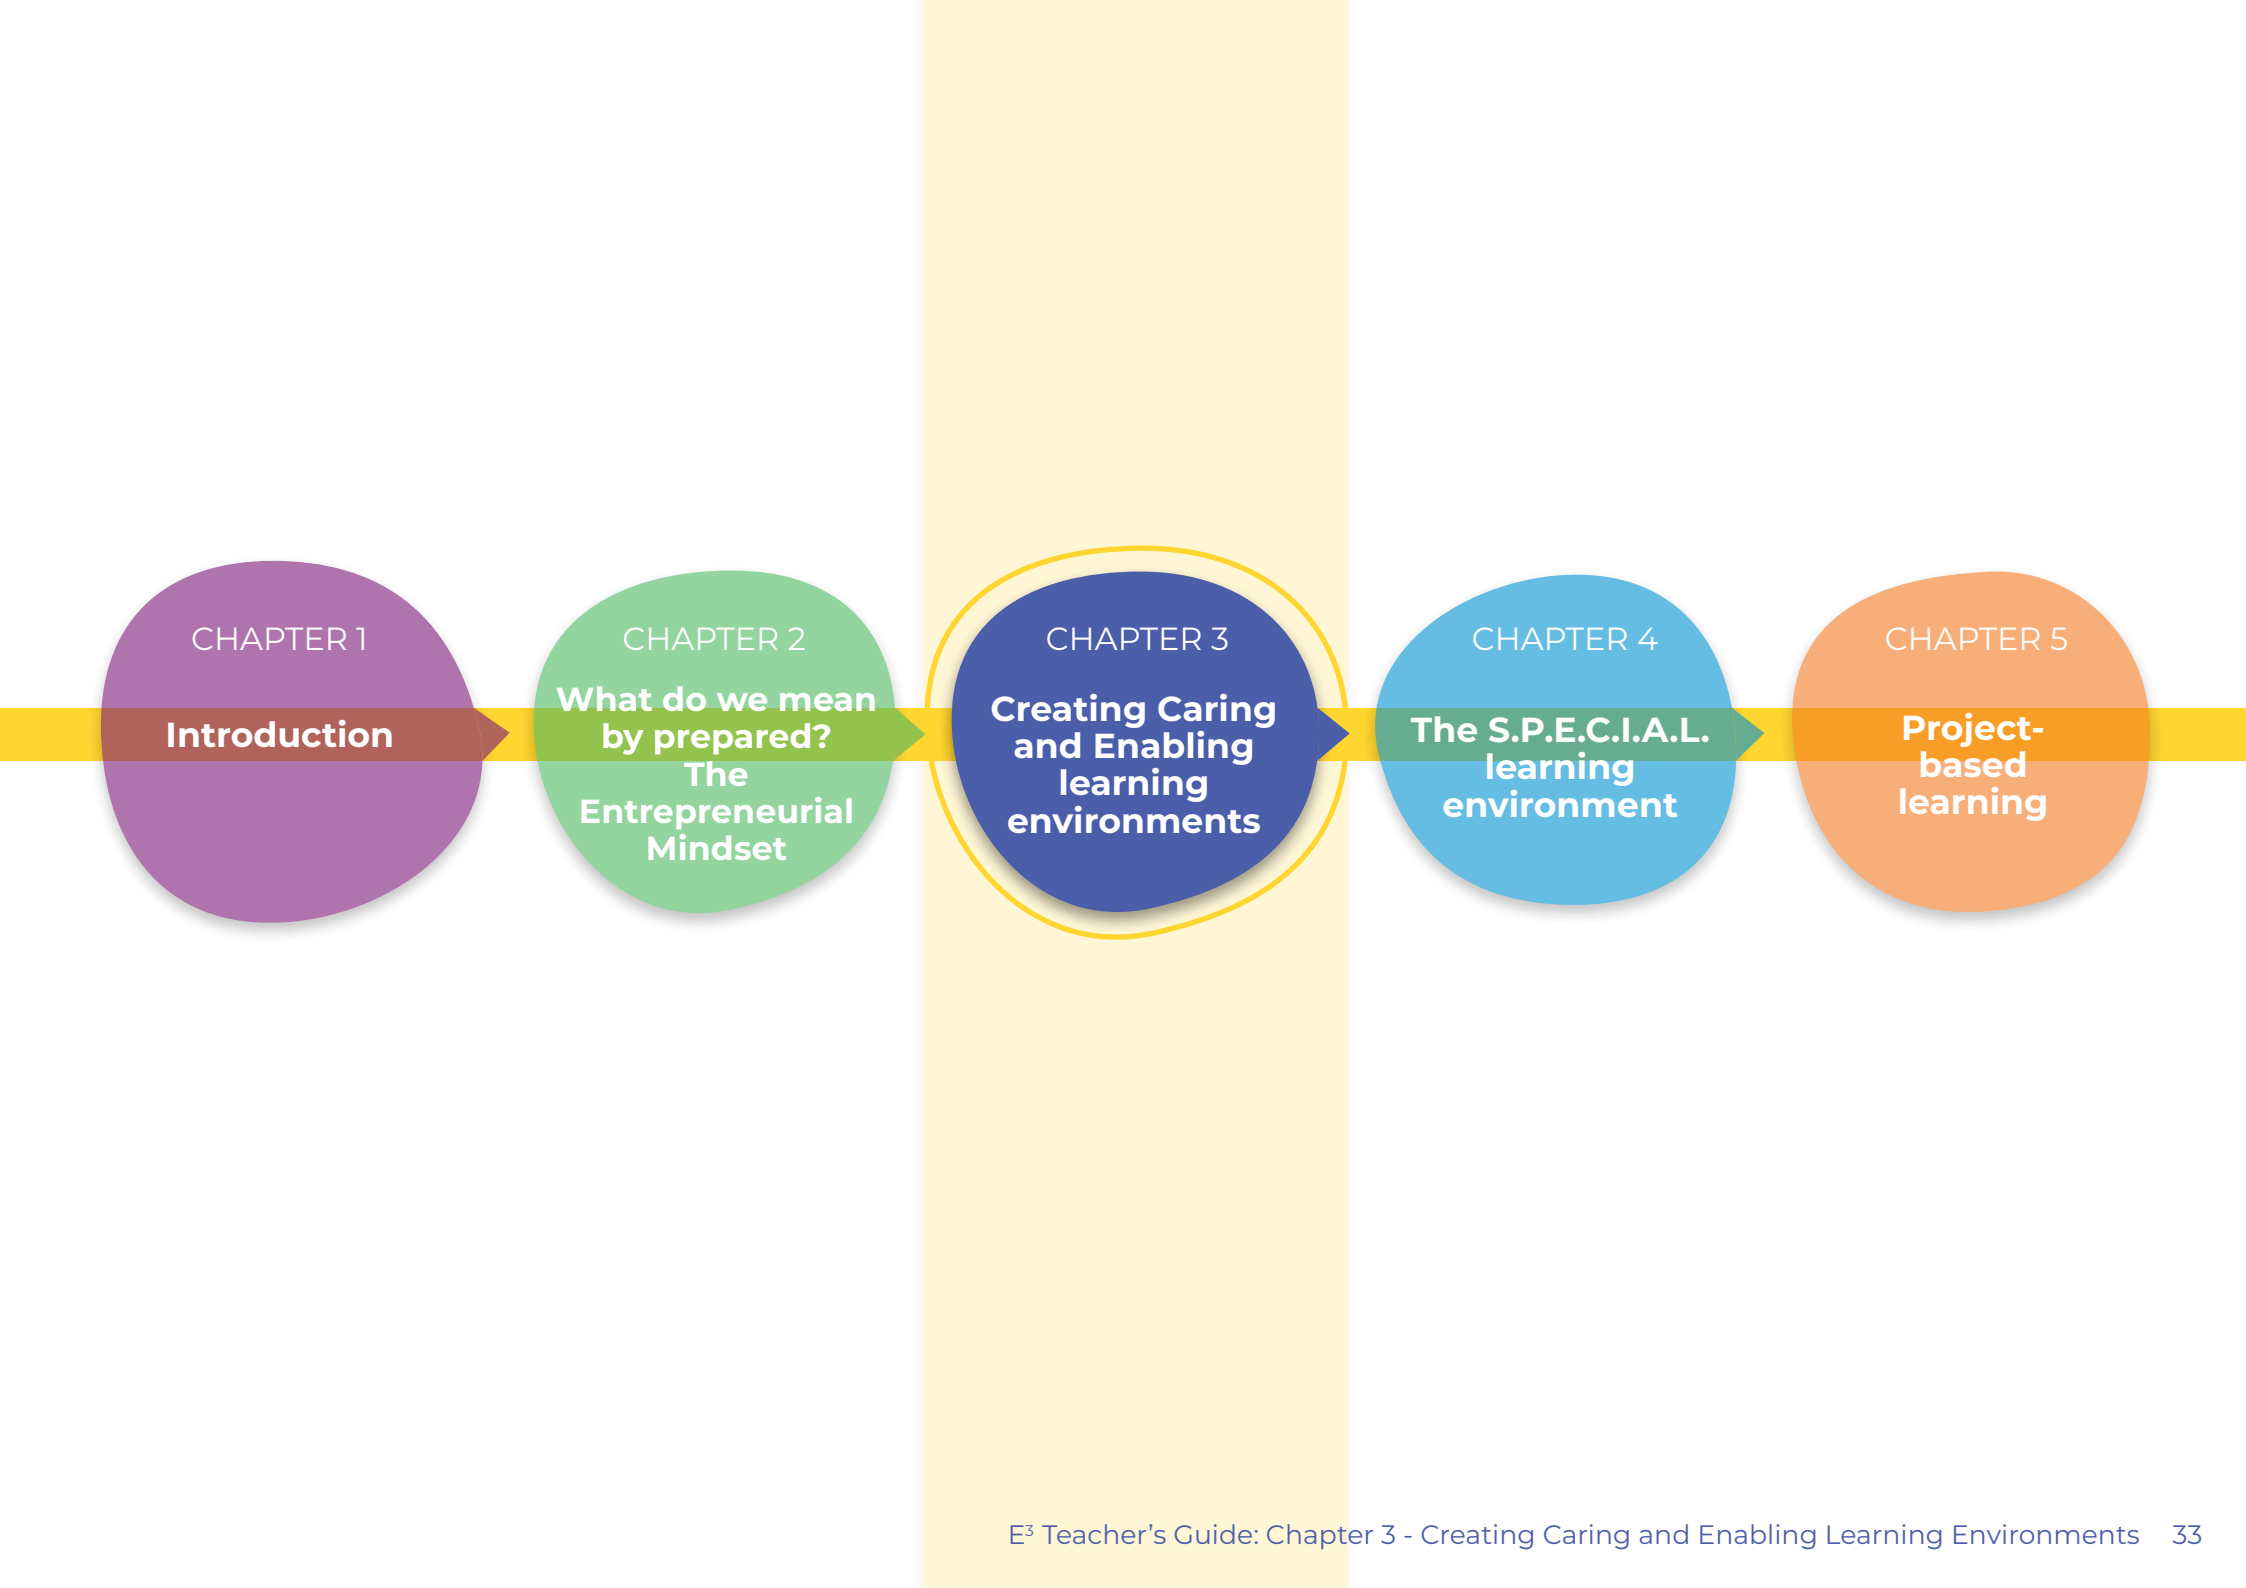 CHAPTER 1
Introduction
CHAPTER 2
What do we mean
by prepared?
The
Entrepreneurial
Mindset
CHAPTER 3
Creating Caring
and Enabling
learning
environments
CHAPTER 4
The S.P.E.C.I.A.L.
learning
environment
CHAPTER 5
Project-
based
learning
E³ Teacher’s Guide: Chapter 3 - Creating Caring and Enabling Learning Environments 33